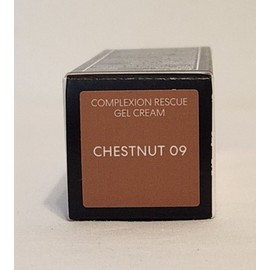 COMPLEXION RESCUE
GEL CREAM
CHESTNUT 09